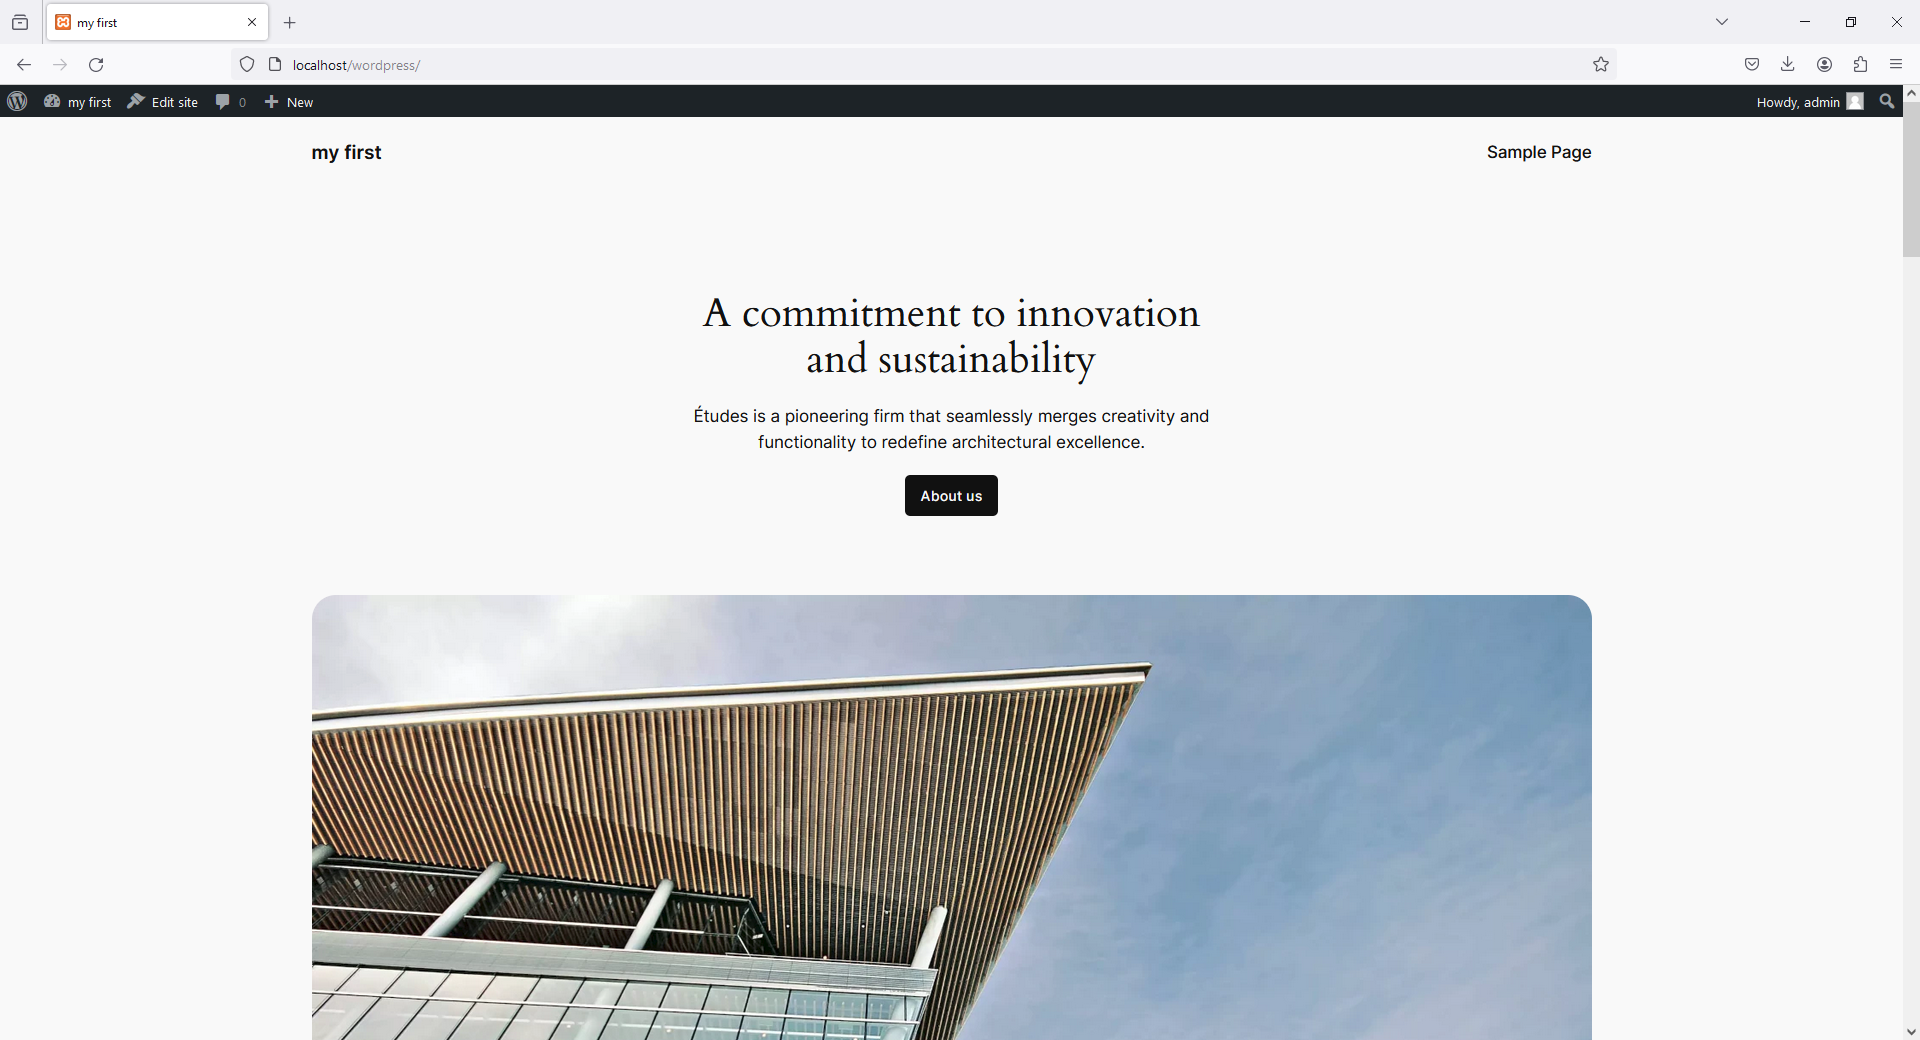 my first
localhost/wordpress/
my first
Edit site
0
New
Howdy, admin
my first
Sample Page
A commitment to innovation
and sustainability
Études is a pioneering firm that seamlessly merges creativity and
functionality to redefine architectural excellence.
About us